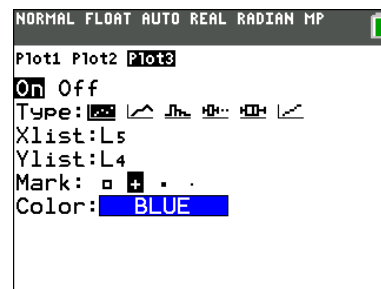 NORMAL FLOAT AUTO REAL RADIAN MP
Plot1 Plot2 Plot3
On Off
Type:
Xlist:L5
Ylist:L4
Mark:
Color: BLUE